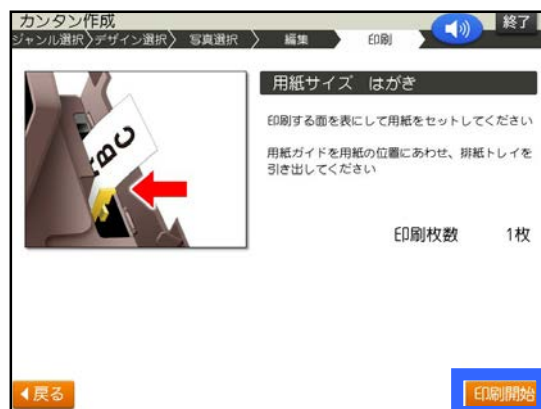 カンタン作成
終了
ジャンル選択〉デザイン選択〉 写真選択 〉 編集 印刷
用紙サイズ はがき
ABC
印刷する面を表にして用紙をセットしてください
用紙ガイドを用紙の位置にあわせ、排紙トレイを
引き出してください
印刷枚数 1枚
戻る
印刷開始